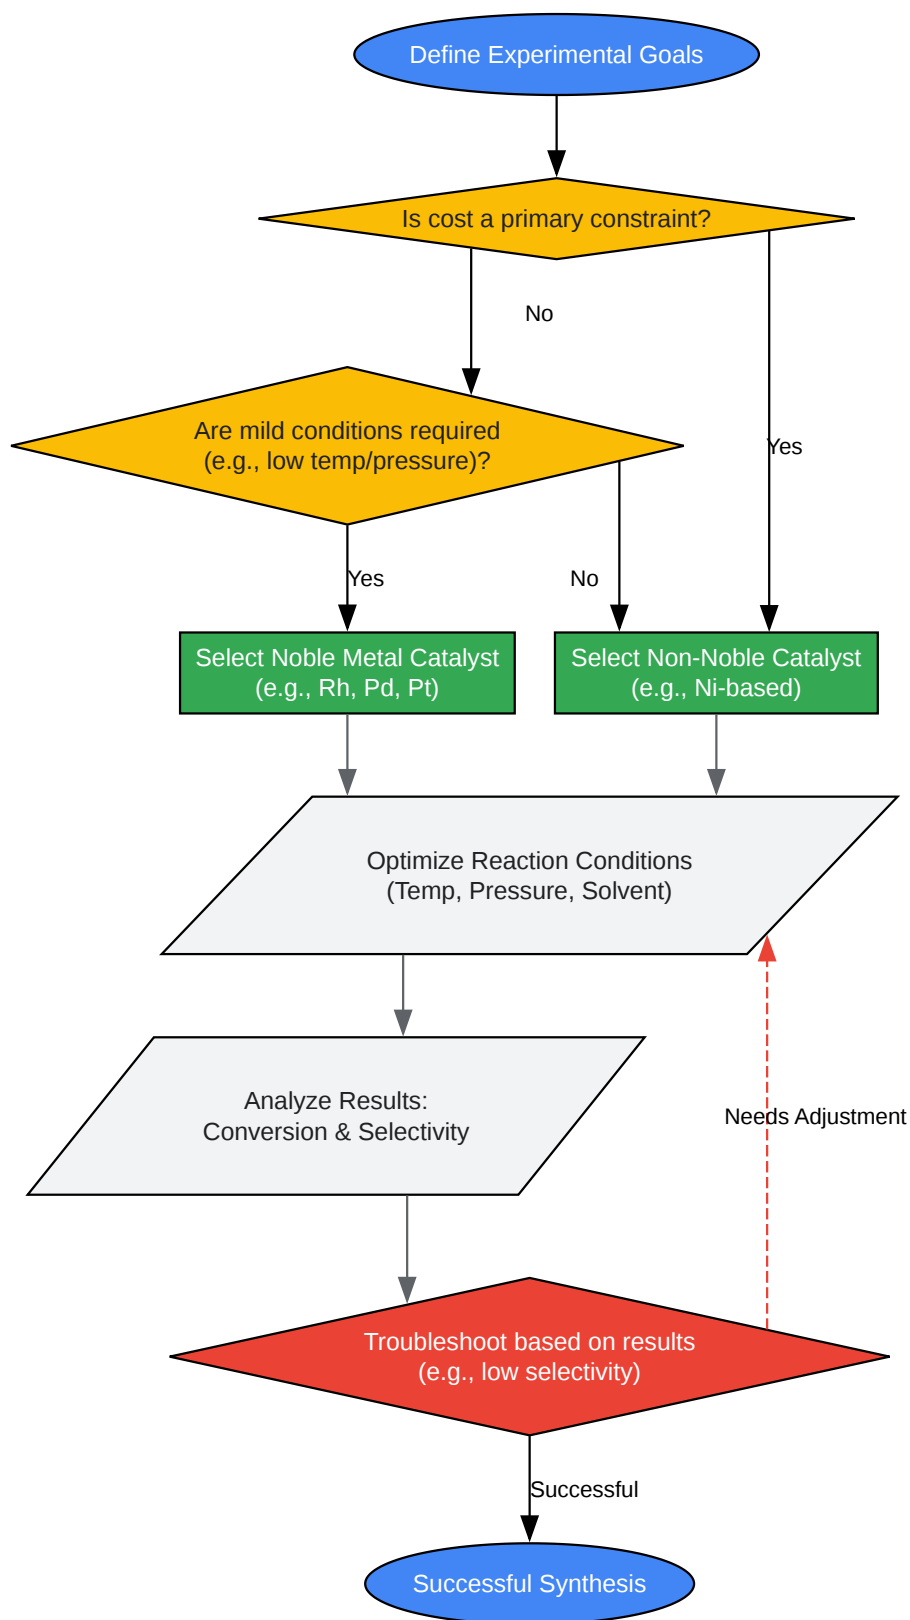 Define Experimental Goals
Is cost a primary constraint?
No
Are mild conditions required
(e.g., low temp/pressure)?
Yes
Yes
No
Select Noble Metal Catalyst
(e.g., Rh, Pd, Pt)
Select Non-Noble Catalyst
(e.g., Ni-based)
Optimize Reaction Conditions
(Temp, Pressure, Solvent)
Analyze Results:
Conversion & Selectivity
Needs Adjustment
Troubleshoot based on results
(e.g., low selectivity)
Successful
Successful Synthesis